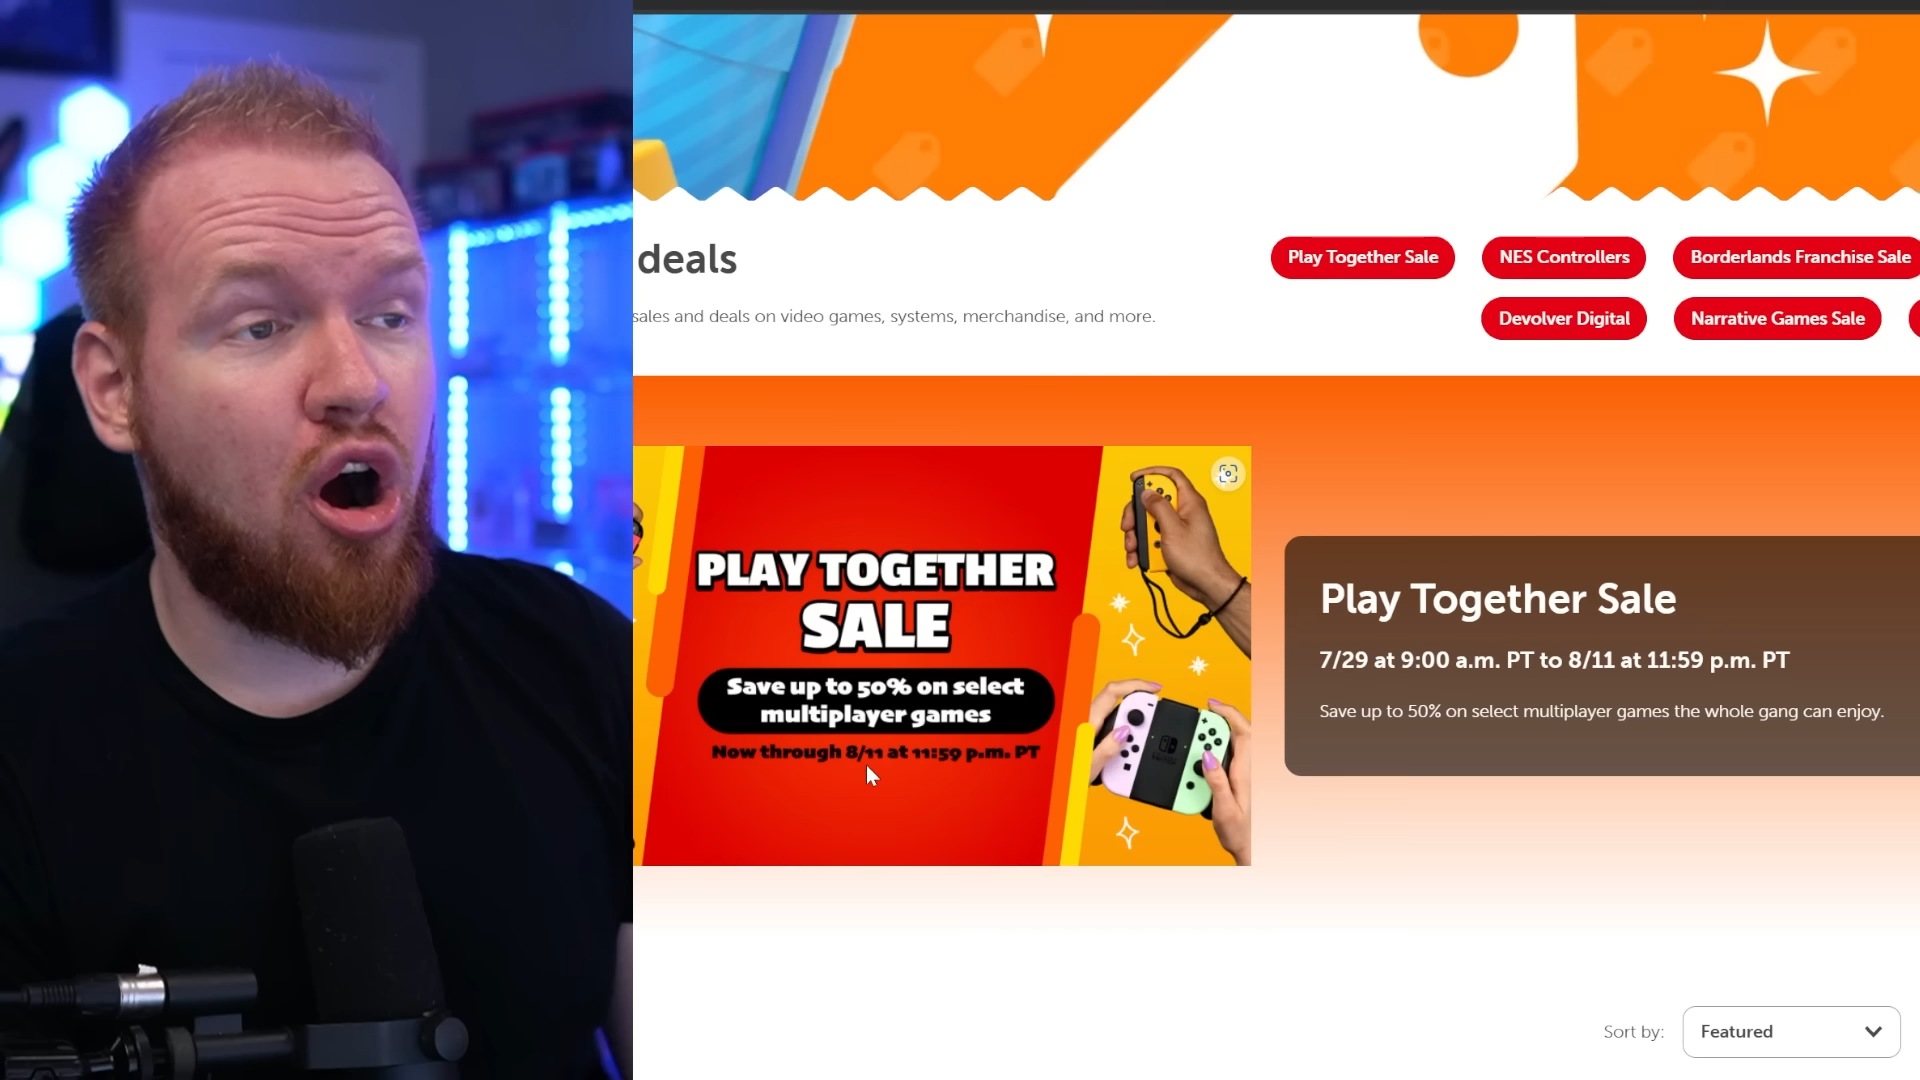 deals
sales and deals on video games, systems, merchandise, and more.
Play Together Sale
NES Controllers
Borderlands Franchise Sale
Devolver Digital
Narrative Games Sale
PLAY TOGETHER
SALE
Save up to 50% on select
multiplayer games
Now through 8/11 at 11:59 p.m. PT
Play Together Sale
7/29 at 9:00 a.m. PT to 8/11 at 11:59 p.m. PT
Save up to 50% on select multiplayer games the whole gang can enjoy.
Sort by:
Featured